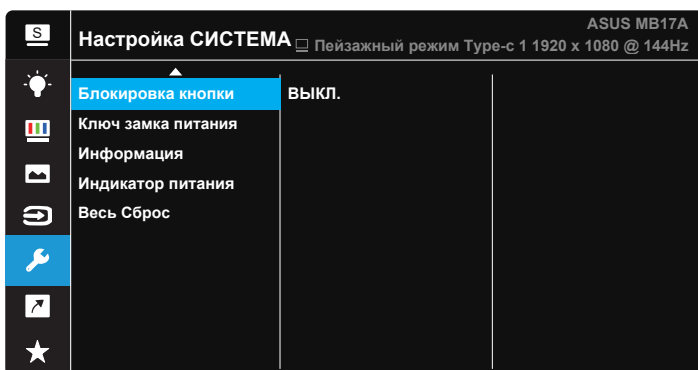 S
ASUS MB17A
Настройка СИСТЕМА Пейзажный режим Type-c 1 1920 x 1080 @ 144Hz
Блокировка кнопки ВЫКЛ.
Ключ замка питания
Информация
Индикатор питания
Весь Сброс